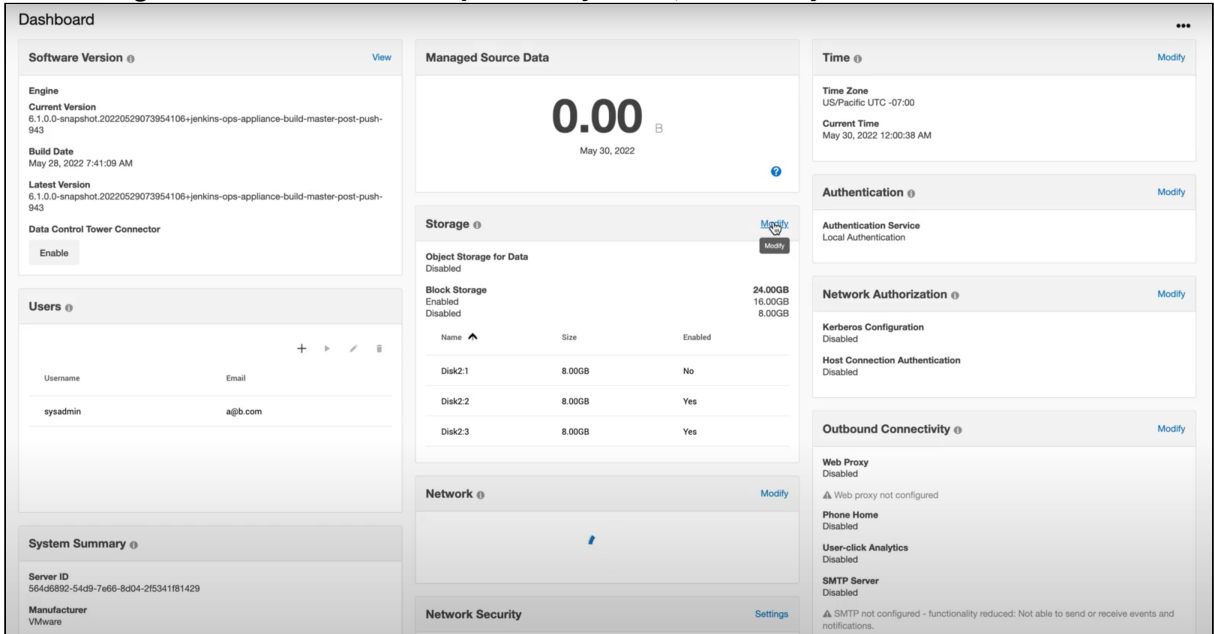 Dashboard
Software Version
View
Engine
Current Version
6.1.0.0-snapshot.20220529073954106+jenkins-ops-appliance-build-master-post-push-
943
Build Date
May 28, 2022 7:41:09 AM
Latest Version
6.1.0.0-snapshot.20220529073954106+jenkins-ops-appliance-build-master-post-push-
943
Data Control Tower Connector
Enable
Users
Username Email
sysadmin a@b.com
System Summary
Server ID
564d6892-54d9-7e66-8d04-2f5341f81429
Manufacturer
VMware
Managed Source Data
0.00 B
May 30, 2022
Storage
Modify
Modify
Object Storage for Data
Disabled
Block Storage 24.00GB
Enabled 16.00GB
Disabled 8.00GB
Name Size Enabled
Disk2:1 8.00GB No
Disk2:2 8.00GB Yes
Disk2:3 8.00GB Yes
Network
Modify
Network Security
Settings
Time
Modify
Time Zone
US/Pacific UTC -07:00
Current Time
May 30, 2022 12:00:38 AM
Authentication
Modify
Authentication Service
Local Authentication
Network Authorization
Modify
Kerberos Configuration
Disabled
Host Connection Authentication
Disabled
Outbound Connectivity
Modify
Web Proxy
Disabled
Web proxy not configured
Phone Home
Disabled
User-click Analytics
Disabled
SMTP Server
Disabled
SMTP not configured - functionality reduced: Not able to send or receive events and
notifications.